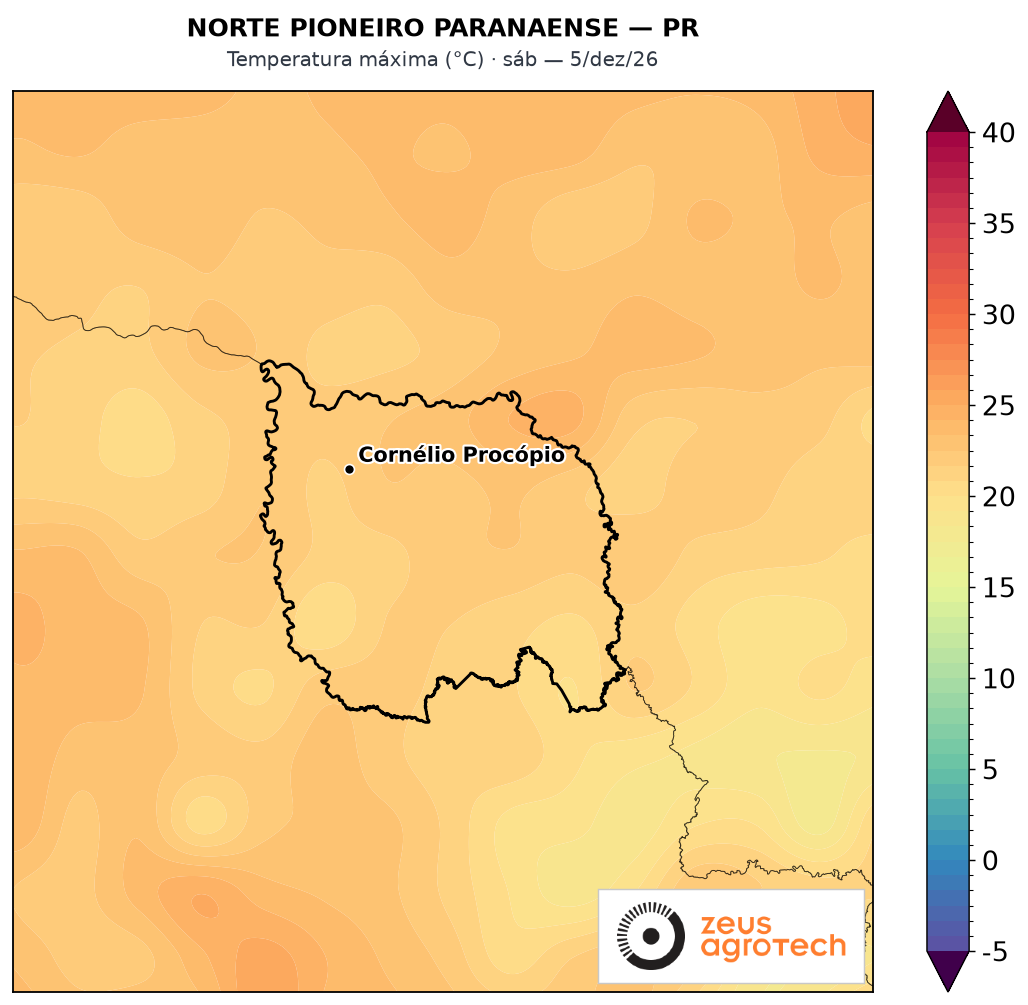 NORTE PIONEIRO PARANAENSE — PR
Temperatura máxima (°C) · sáb — 5/dez/26
40
35
30
25
20
15
10
5
0
-5
Cornélio Procópio
zeus
agrotech